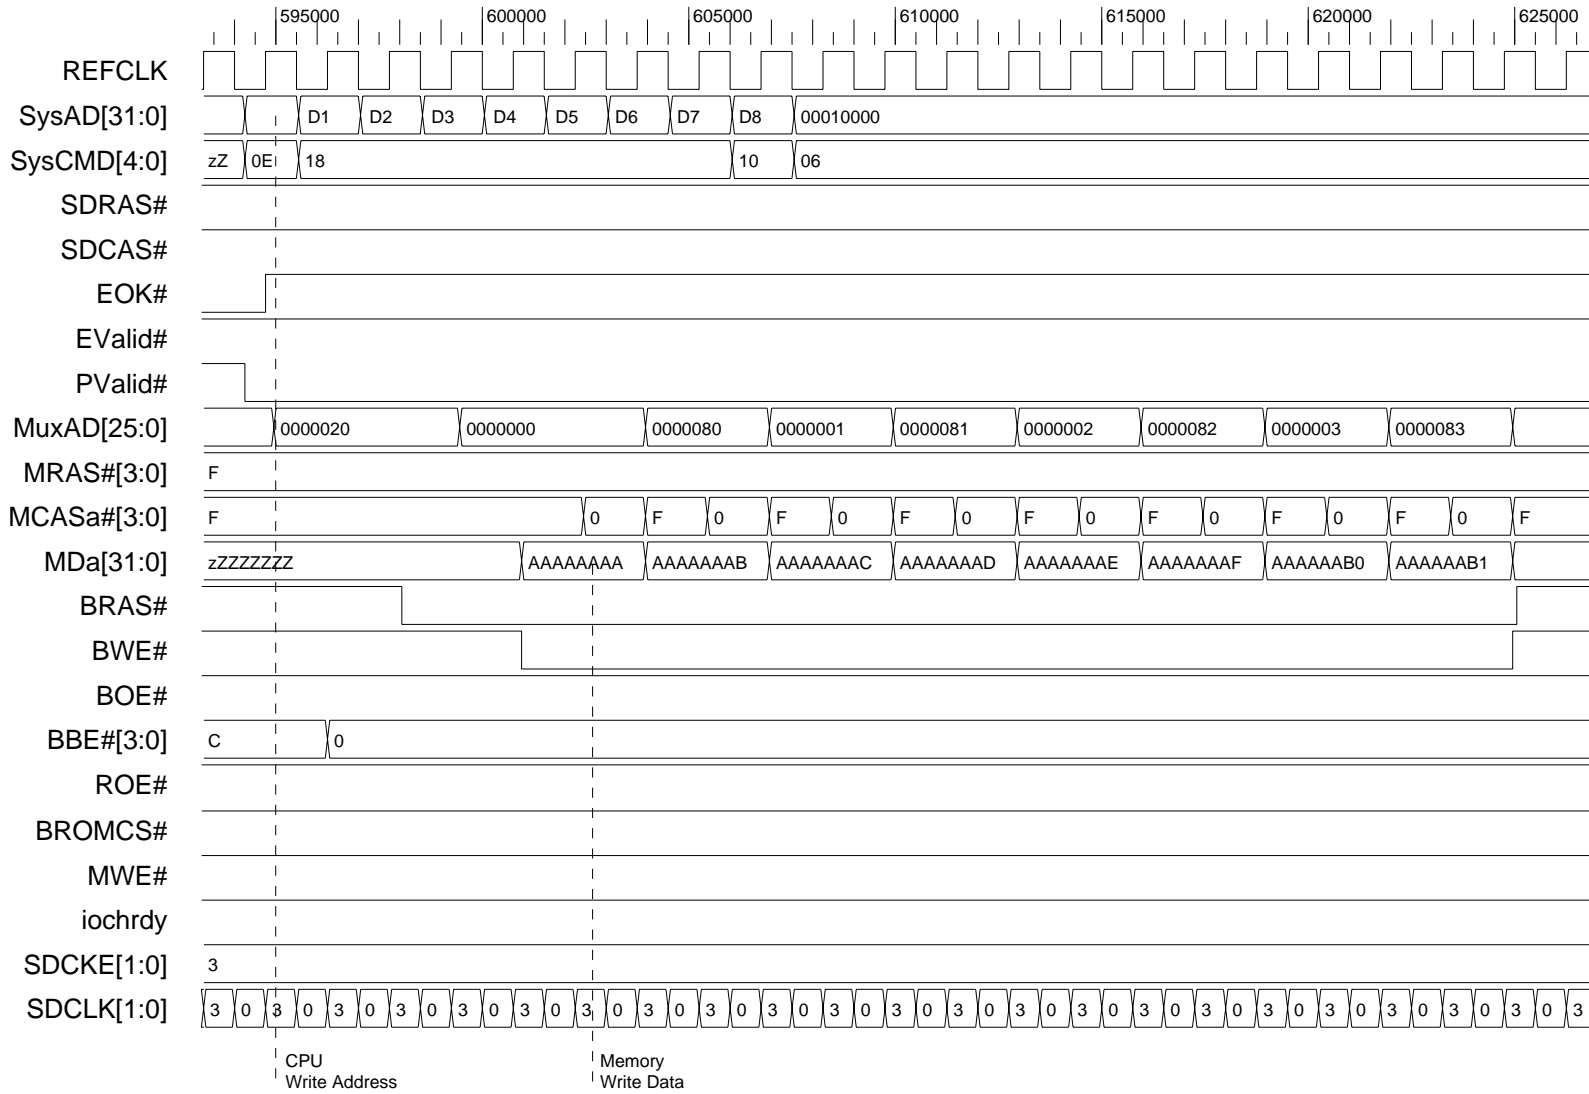 595000 600000 605000 610000 615000 620000 625000
REFCLK
SysAD[31:0] D1 D2 D3 D4 D5 D6 D7 D8 00010000
SysCMD[4:0] zZ 0E 18 10 06
SDRAS#
SDCAS#
EOK#
EValid#
PValid#
MuxAD[25:0] 0000020 0000000 0000080 0000001 0000081 0000002 0000082 0000003 0000083
MRAS#[3:0] F
MCASa#[3:0] F 0 F 0 F 0 F 0 F 0 F 0 F 0 F 0 F
MDa[31:0] zZZZZZZZ AAAAAAAA AAAAAAAB AAAAAAAC AAAAAAAD AAAAAAAE AAAAAAAF AAAAAAB0 AAAAAAB1
BRAS#
BWE#
BOE#
BBE#[3:0] C 0
ROE#
BROMCS#
MWE#
iochrdy
SDCKE[1:0] 3
SDCLK[1:0] 3 0 3 0 3 0 3 0 3 0 3 0 3 0 3 0 3 0 3 0 3 0 3 0 3 0 3 0 3 0 3 0 3 0 3 0 3 0 3 0 3 0 3 0 3
CPU Memory
Write Address Write Data